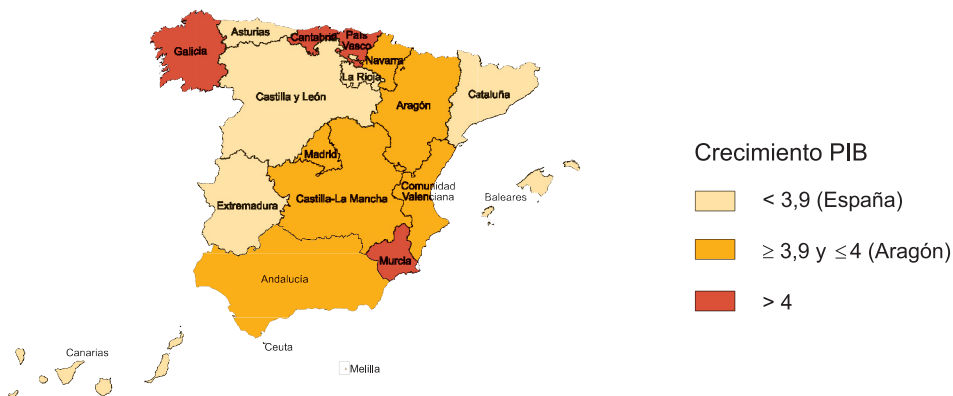 Asturias
Cantabria
País
Vasco
Galicia
Navarra
La Rioja
Castilla y León
Aragón
Cataluña
Madrid
Comunidad
Valenciana
Baleares
Extremadura
Castilla-La Mancha
Murcia
Andalucía
Ceuta
Canarias
Melilla
Crecimiento PIB
< 3,9 (España)
≥ 3,9 y ≤4 (Aragón)
> 4